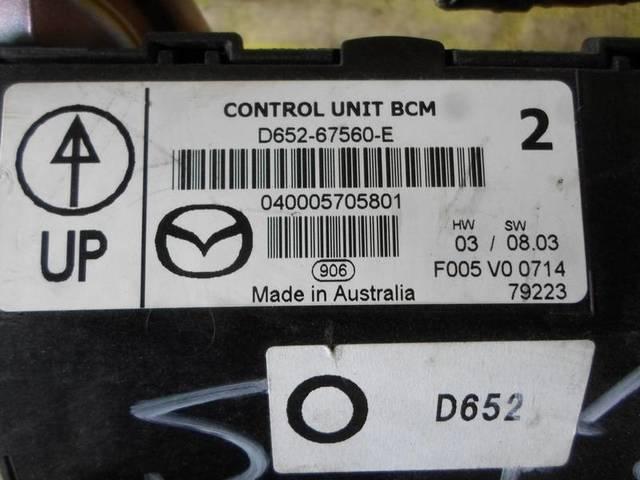 CONTROL UNIT BCM
D652-67560-E
2
040005705801
HW SW
03 / 08.03
906
F005 V0 0714
Made in Australia
79223
UP
D652